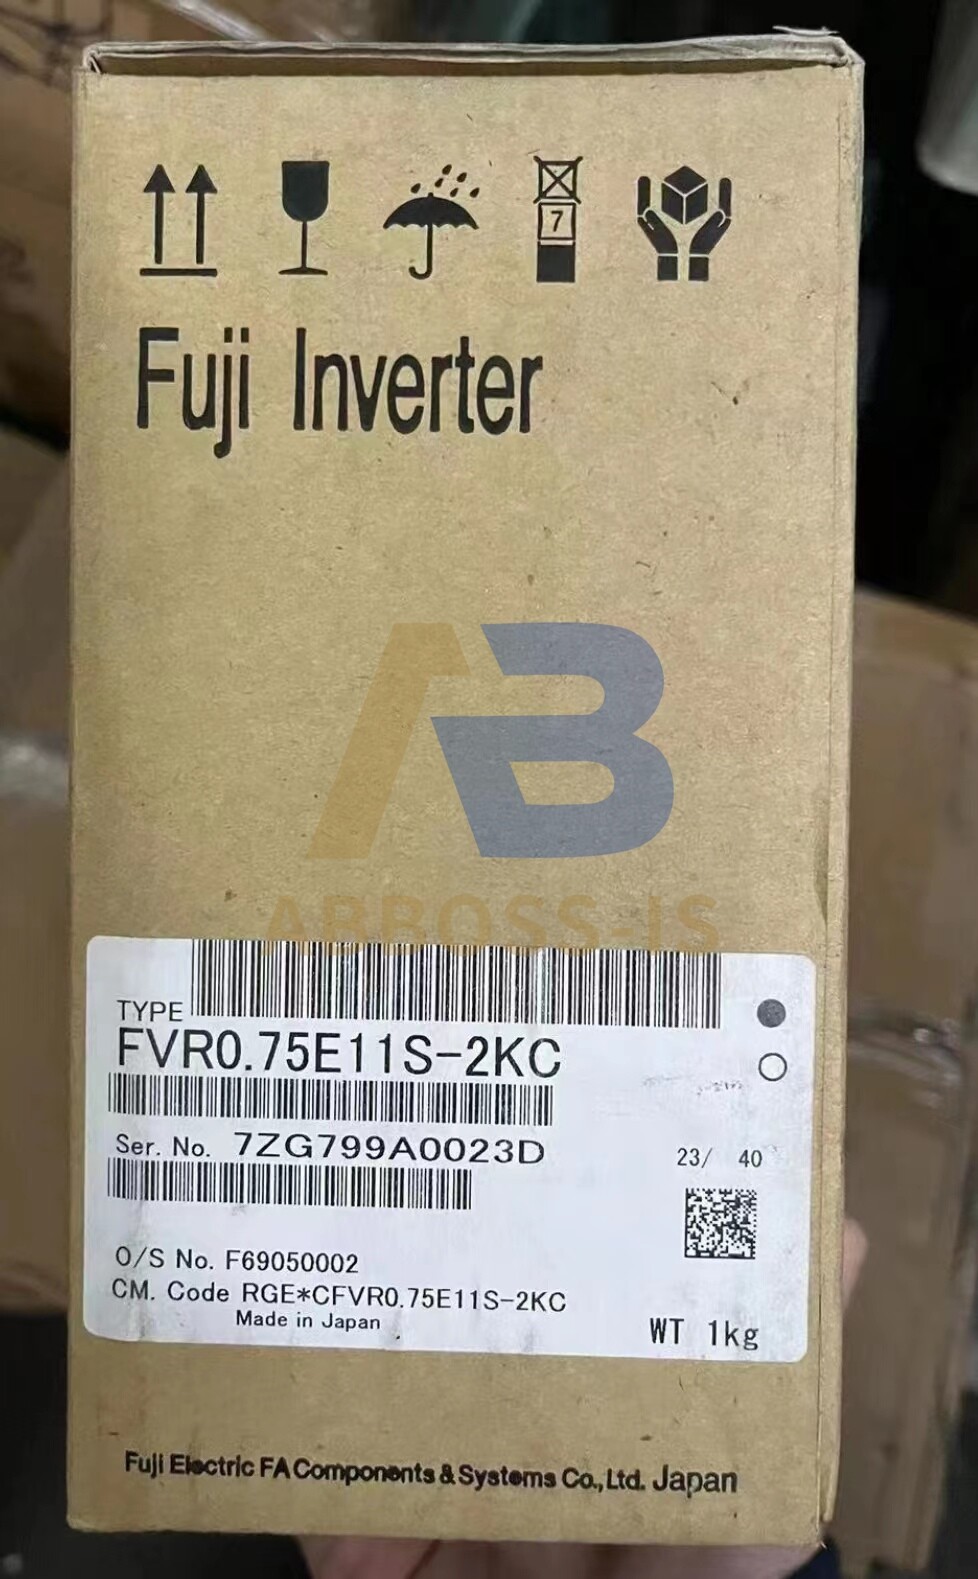 7
Fuji Inverter
AB
ABBOSS-IS
TYPE
FVR0.75E11S-2KC
Ser. No. 7ZG799A0023D
23/ 40
O/S No. F69050002
CM. Code RGE*CFVR0.75E11S-2KC
Made in Japan
WT 1kg
Fuji Electric FA Components & Systems Co., Ltd. Japan